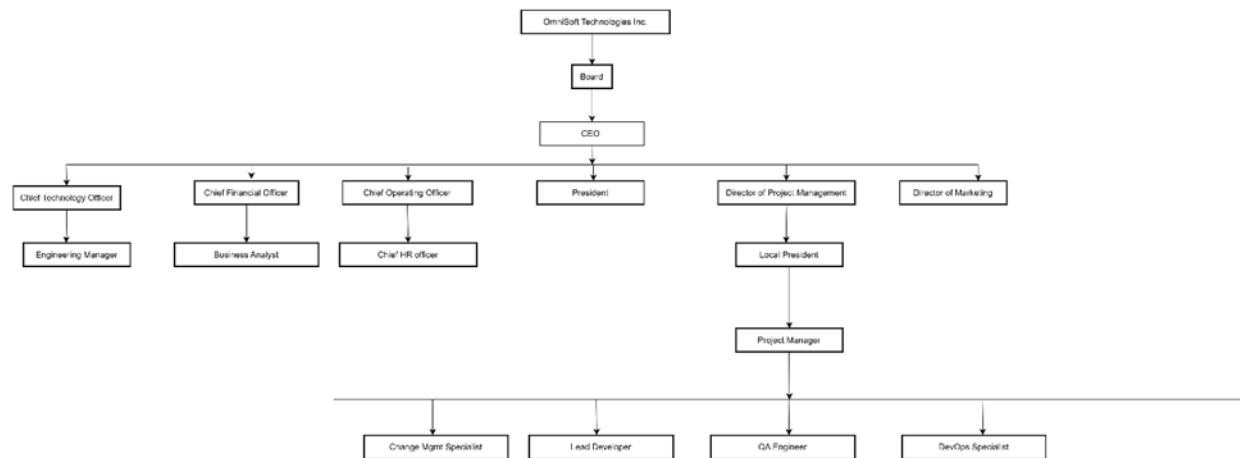 OmniSoft Technologies Inc.
Board
CEO
Chief Technology Officer
Chief Financial Officer
Chief Operating Officer
President
Director of Project Management
Director of Marketing
Engineering Manager
Business Analyst
Chief HR officer
Local President
Project Manager
Change Mgmt Specialist
Lead Developer
QA Engineer
DevOps Specialist